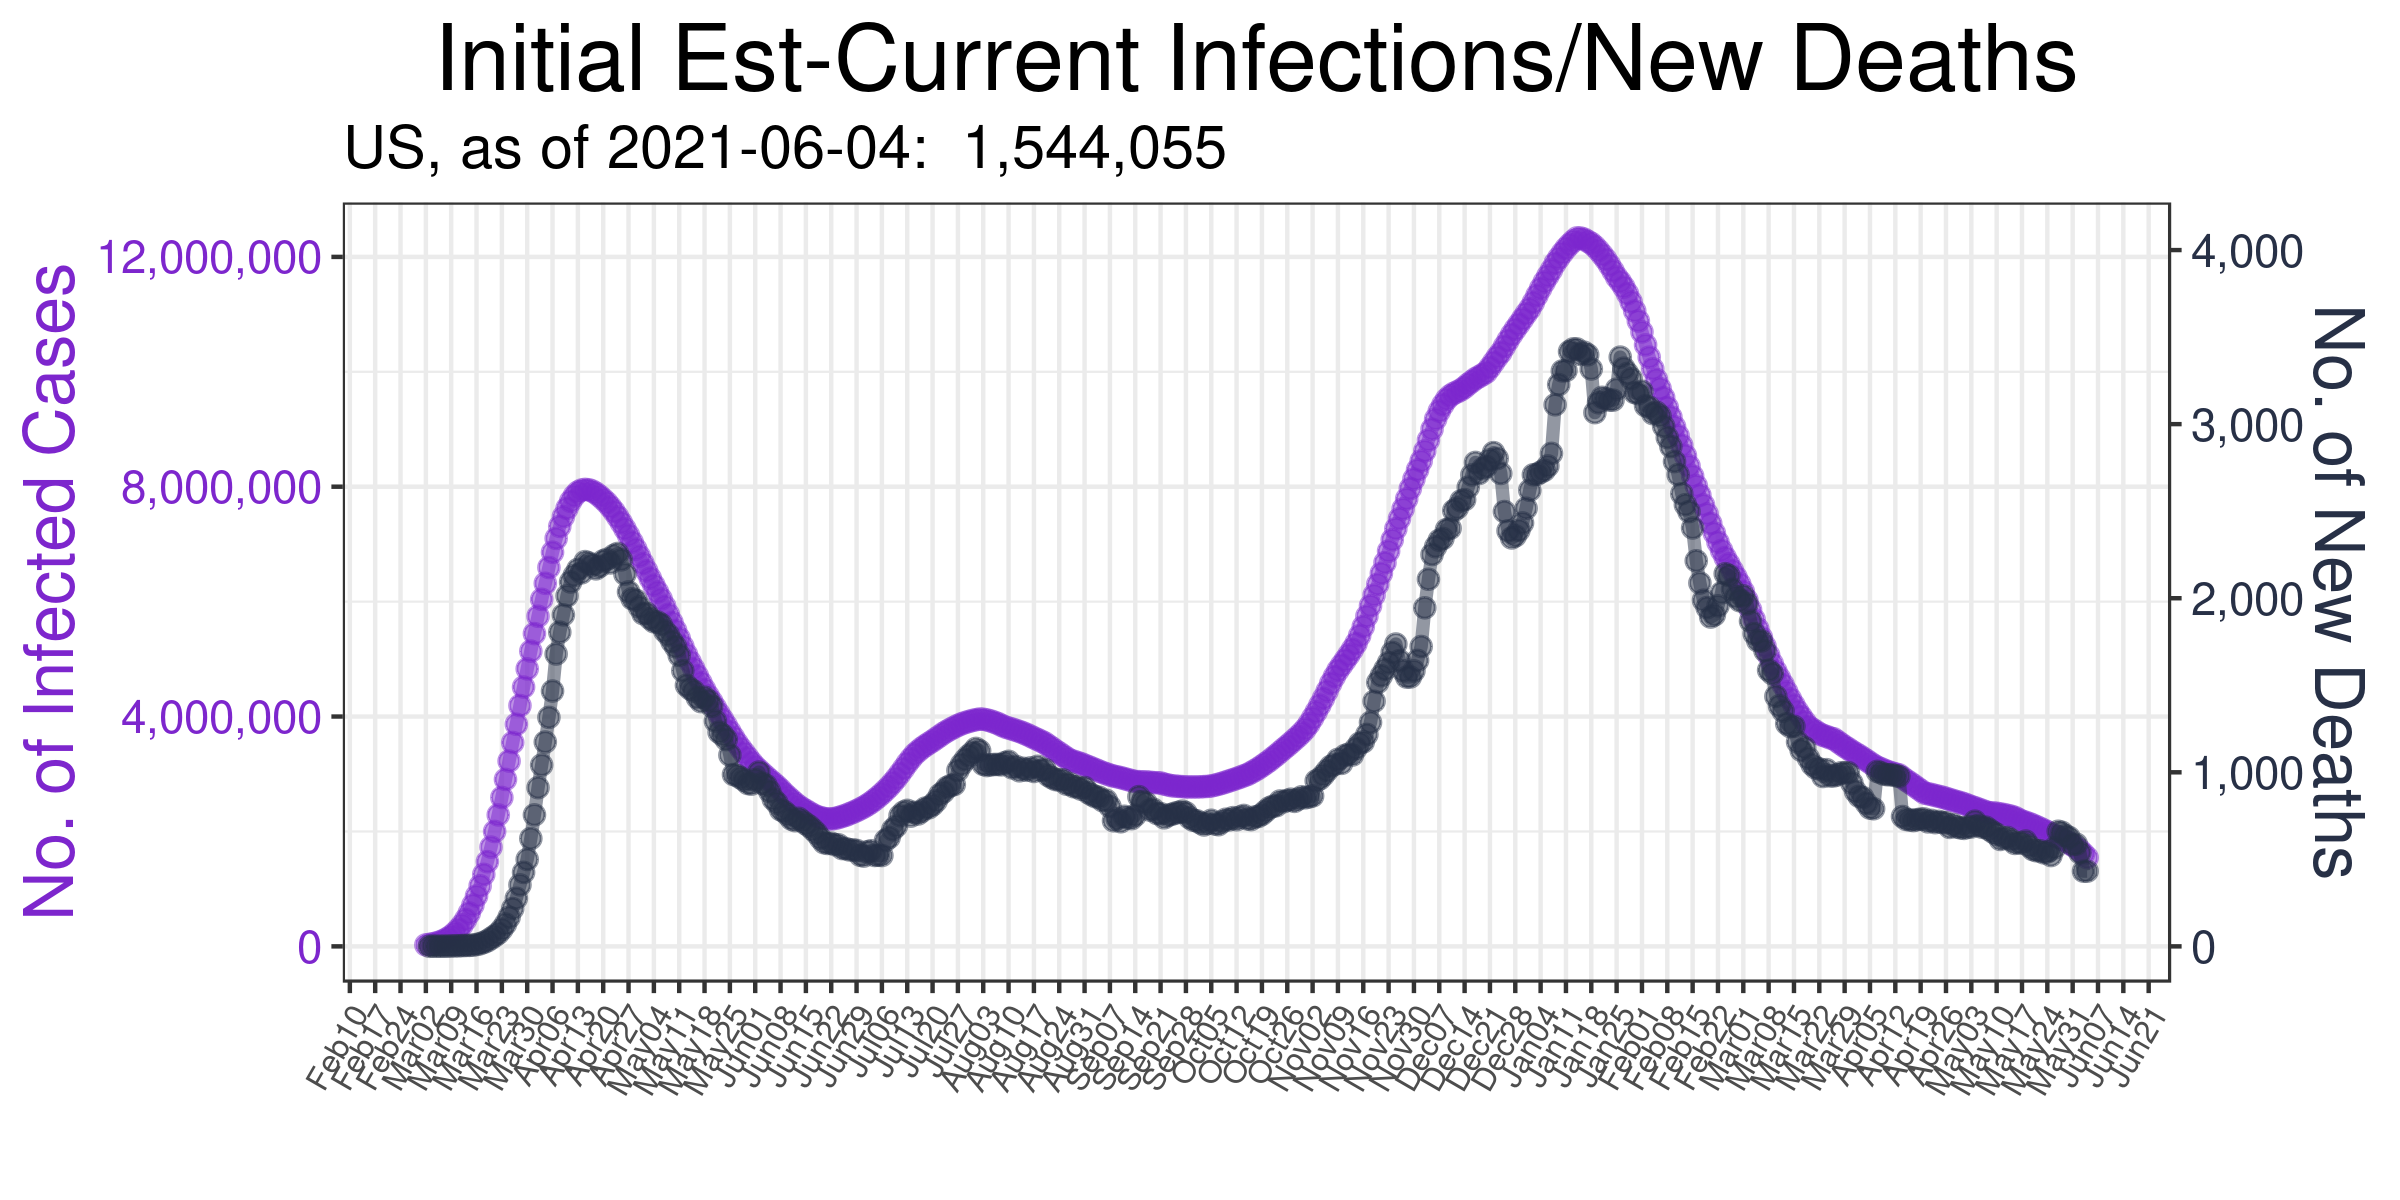 Initial Est-Current Infections/New Deaths
US, as of 2021-06-04:  1,544,055
No. of Infected Cases
12,000,000
8,000,000
4,000,000
0
4,000
3,000
2,000
1,000
0
No. of New Deaths
Feb10
Feb17
Feb24
Mar02
Mar09
Mar16
Mar23
Mar30
Apr06
Apr13
Apr20
Apr27
May04
May11
May18
May25
Jun01
Jun08
Jun15
Jun22
Jun29
Jul06
Jul13
Jul20
Jul27
Aug03
Aug10
Aug17
Aug24
Aug31
Sep07
Sep14
Sep21
Sep28
Oct05
Oct12
Oct19
Oct26
Nov02
Nov09
Nov16
Nov23
Nov30
Dec07
Dec14
Dec21
Dec28
Jan04
Jan11
Jan18
Jan25
Feb01
Feb08
Feb15
Feb22
Mar01
Mar08
Mar15
Mar22
Mar29
Apr05
Apr12
Apr19
Apr26
May03
May10
May17
May24
May31
Jun07
Jun14
Jun21